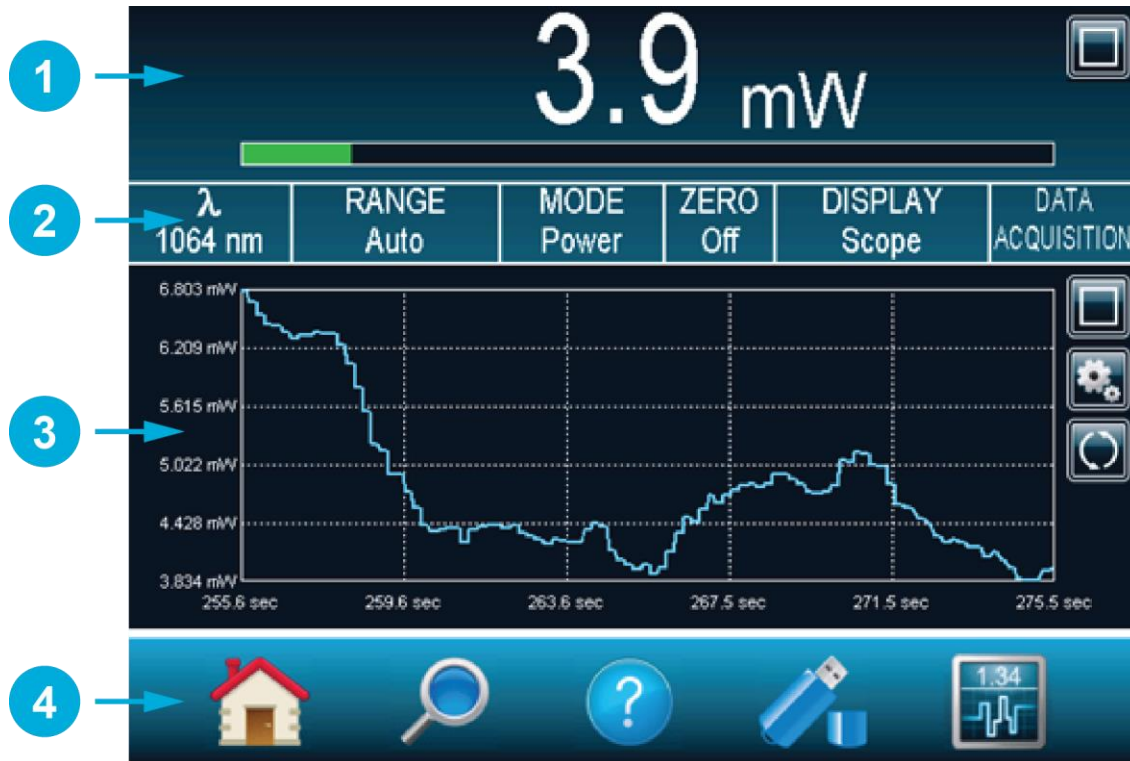 1
3.9 mW
2
λ
1064 nm
RANGE
Auto
MODE
Power
ZERO
Off
DISPLAY
Scope
DATA
ACQUISITION
3
6.803 mW
6.209 mW
5.615 mW
5.022 mW
4.428 mW
3.834 mW
255.6 sec
259.6 sec
263.6 sec
267.5 sec
271.5 sec
275.5 sec
4
?
1.34